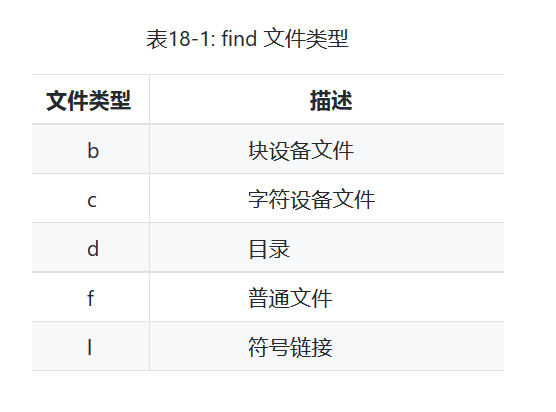 表18-1: find 文件类型
文件类型 描述
b 块设备文件
c 字符设备文件
d 目录
f 普通文件
l 符号链接